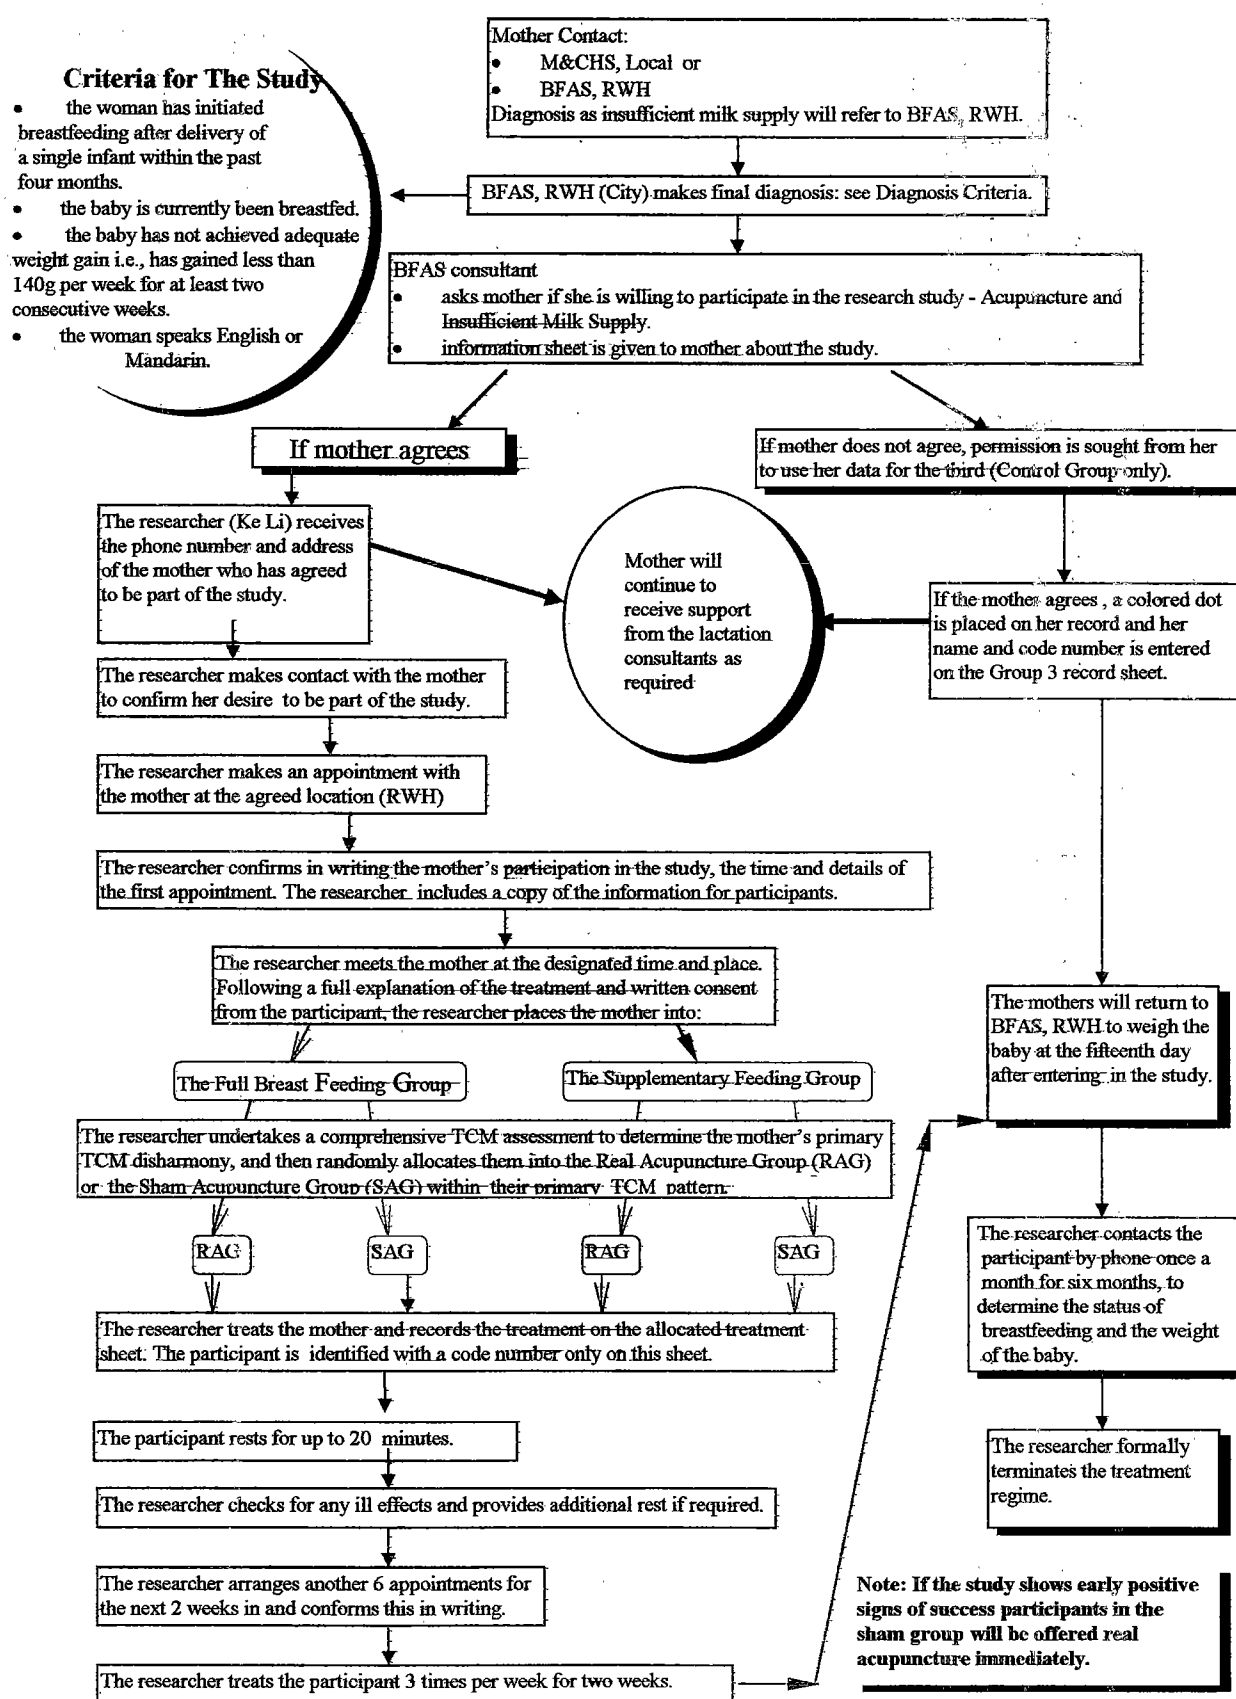 Mother Contact:
• M&CHS, Local or
• BFAS, RWH
Diagnosis as insufficient milk supply will refer to BFAS, RWH.
Criteria for The Study
• the woman has initiated
breastfeeding after delivery of
a single infant within the past
four months.
• the baby is currently been breastfed.
• the baby has not achieved adequate
weight gain i.e., has gained less than
140g per week for at least two
consecutive weeks.
• the woman speaks English or
Mandarin.
BFAS, RWH (City) makes final diagnosis: see Diagnosis Criteria.
BFAS consultant
• asks mother if she is willing to participate in the research study - Acupuncture and
Insufficient Milk Supply.
• information sheet is given to mother about the study.
If mother agrees
If mother does not agree, permission is sought from her
to use her data for the third (Control Group only).
The researcher (Ke Li) receives
the phone number and address
of the mother who has agreed
to be part of the study.
Mother will
continue to
receive support
from the lactation
consultants as
required
If the mother agrees , a colored dot
is placed on her record and her
name and code number is entered
on the Group 3 record sheet.
The researcher makes contact with the mother
to confirm her desire to be part of the study.
The researcher makes an appointment with
the mother at the agreed location (RWH)
The researcher confirms in writing the mother's participation in the study, the time and details of
the first appointment. The researcher includes a copy of the information for participants.
The researcher meets the mother at the designated time and place.
Following a full explanation of the treatment and written consent
from the participant, the researcher places the mother into:
The Full Breast Feeding Group
The Supplementary Feeding Group
The researcher undertakes a comprehensive TCM assessment to determine the mother's primary
TCM disharmony, and then randomly allocates them into the Real Acupuncture Group (RAG)
or the Sham Acupuncture Group (SAG) within their primary TCM pattern.
RAG
SAG
RAG
SAG
The researcher treats the mother and records the treatment on the allocated treatment
sheet. The participant is identified with a code number only on this sheet.
The participant rests for up to 20 minutes.
The researcher checks for any ill effects and provides additional rest if required.
The researcher arranges another 6 appointments for
the next 2 weeks in and conforms this in writing.
The researcher treats the participant 3 times per week for two weeks.
The mothers will return to
BFAS, RWH to weigh the
baby at the fifteenth day
after entering in the study.
The researcher contacts the
participant by phone once a
month for six months, to
determine the status of
breastfeeding and the weight
of the baby.
The researcher formally
terminates the treatment
regime.
Note: If the study shows early positive
signs of success participants in the
sham group will be offered real
acupuncture immediately.